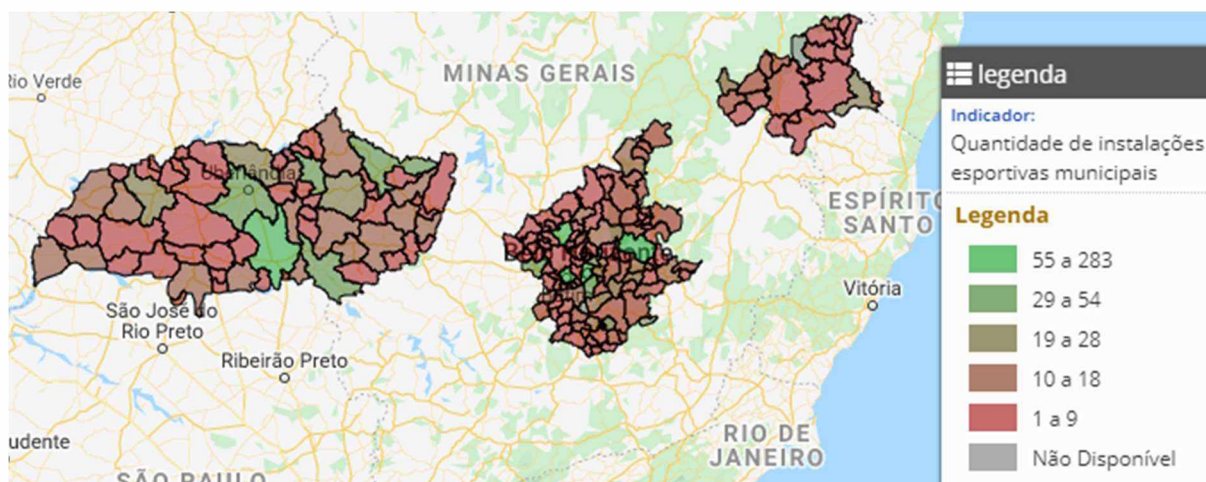 Rio Verde
MINAS GERAIS
Uberlândia
ESPÍRITO
SANTO
Vitória
São José do
Rio Preto
Ribeirão Preto
udente
RIO DE
JANEIRO
SÃO PAULO
legenda
Indicador:
Quantidade de instalações
esportivas municipais
Legenda
55 a 283
29 a 54
19 a 28
10 a 18
1 a 9
Não Disponível